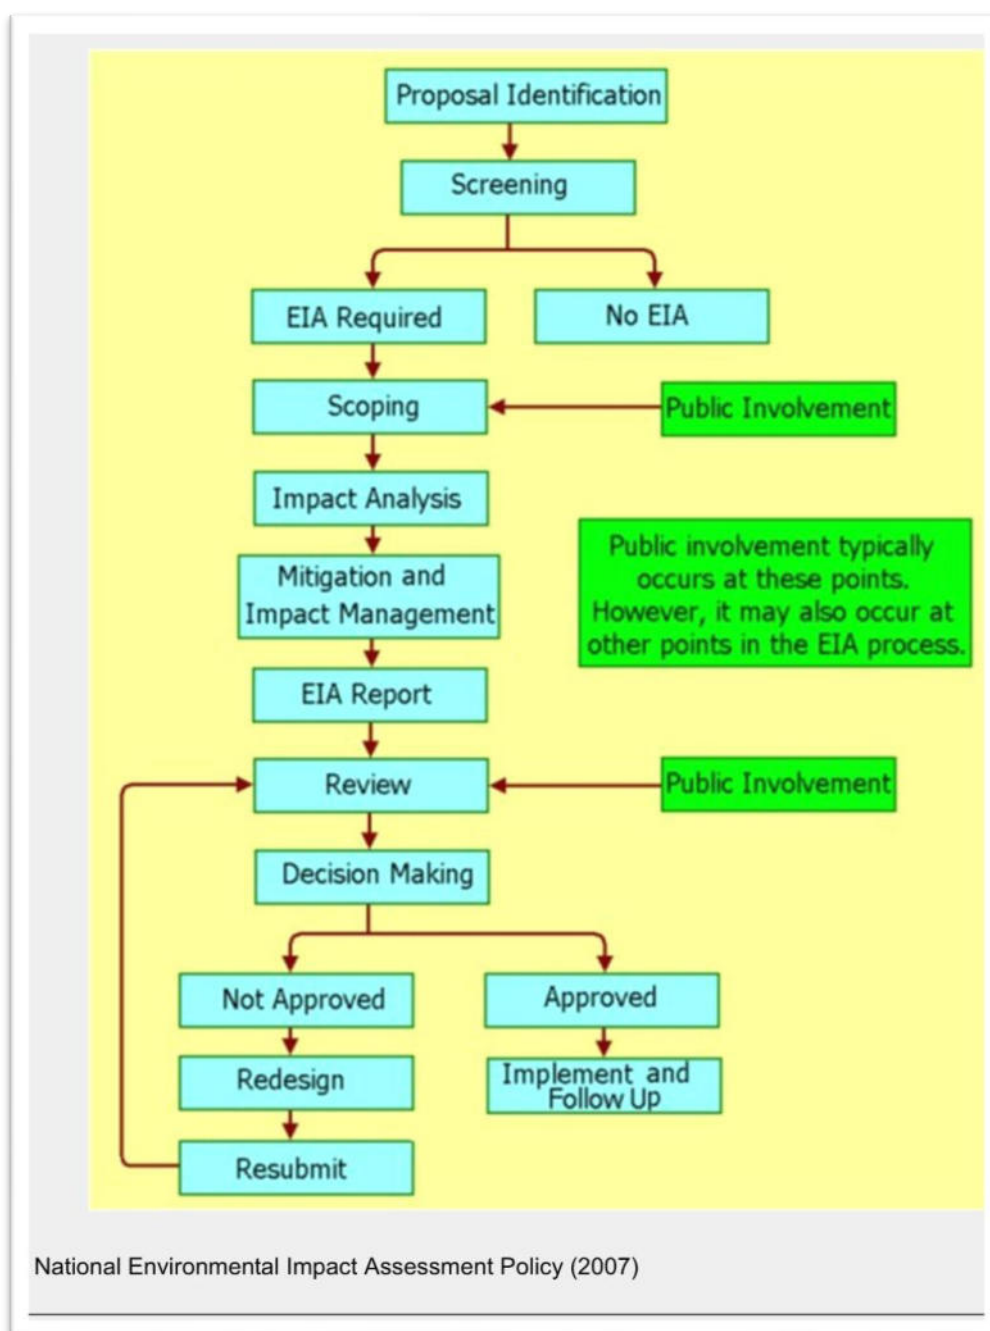 Proposal Identification
Screening
EIA Required
No EIA
Scoping
Public Involvement
Impact Analysis
Public involvement typically
occurs at these points.
However, it may also occur at
other points in the EIA process.
Mitigation and
Impact Management
EIA Report
Review
Public Involvement
Decision Making
Not Approved
Approved
Redesign
Implement and
Follow Up
Resubmit
National Environmental Impact Assessment Policy (2007)